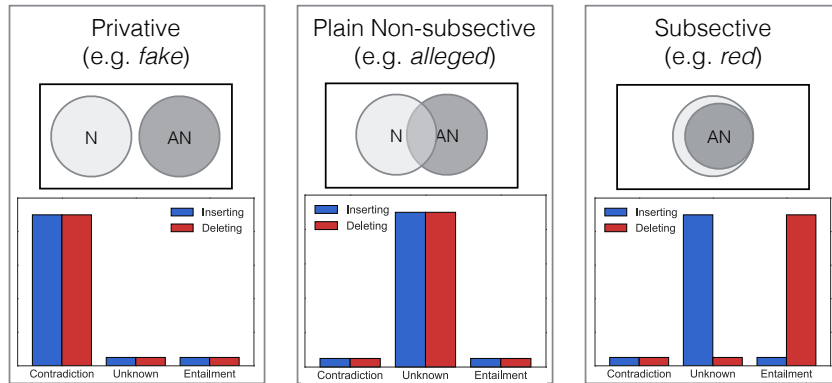 Privative
(e.g. fake)
N
AN
Inserting
Deleting
Contradiction Unknown Entailment
Plain Non-subsective
(e.g. alleged)
N
AN
Inserting
Deleting
Contradiction Unknown Entailment
Subsective
(e.g. red)
AN
Inserting
Deleting
Contradiction Unknown Entailment